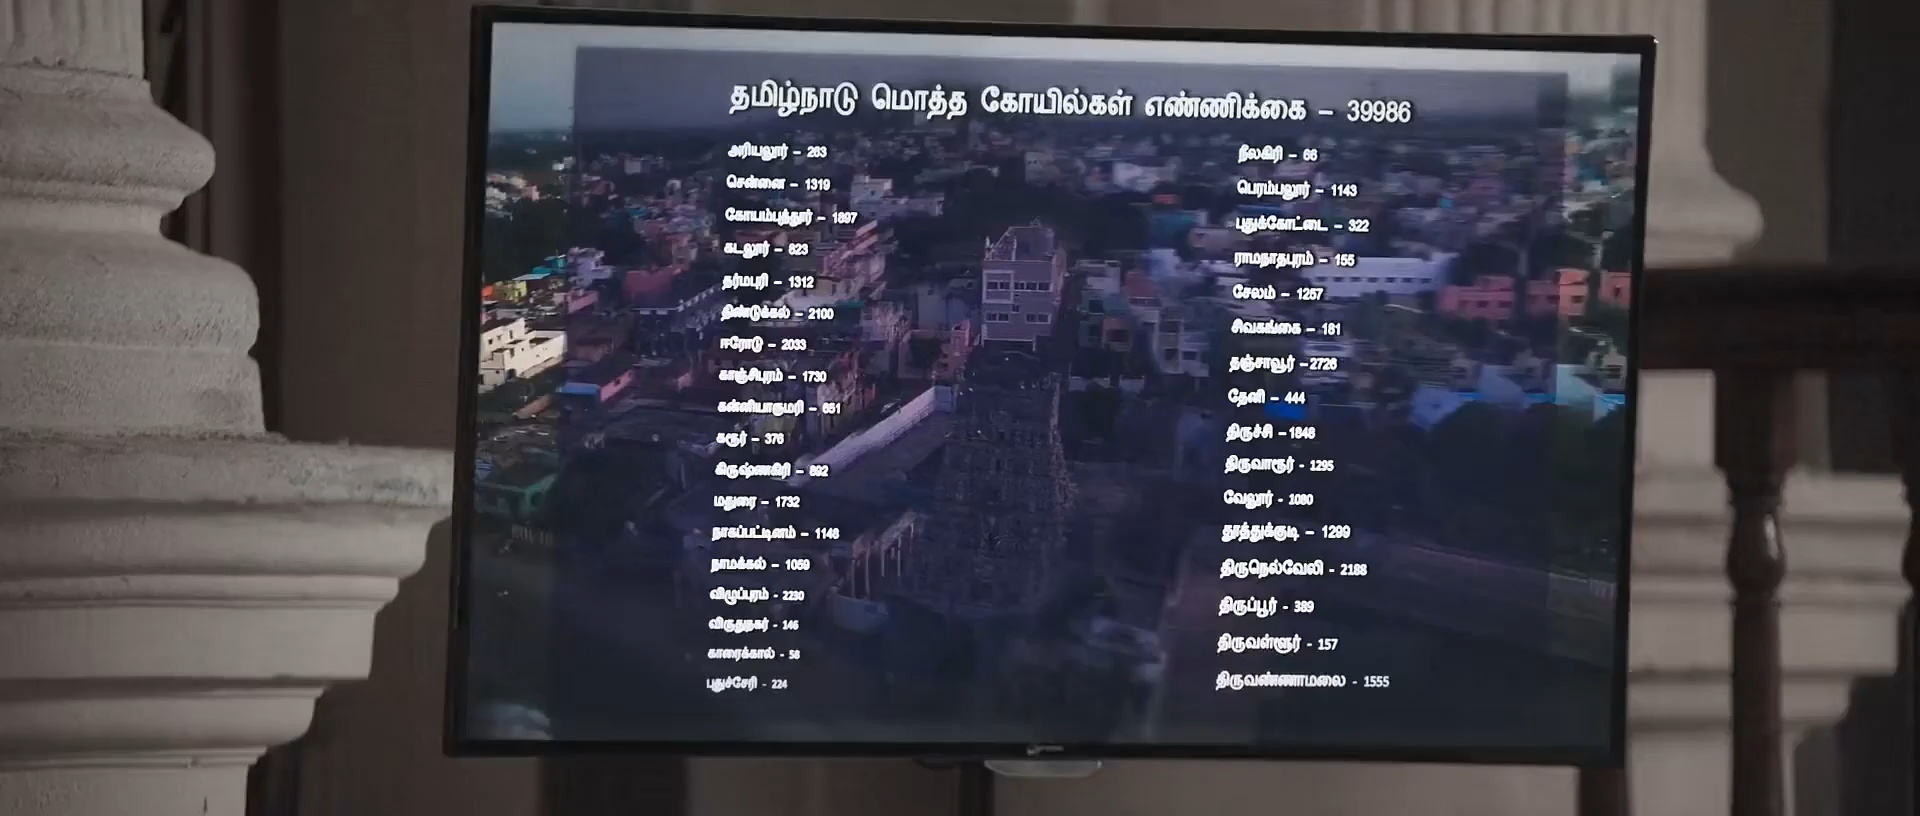 தமிழ்நாடு மொத்த கோயில்கள் எண்ணிக்கை – 39986
அரியலூர் – 263
சென்னை – 1319
கோயம்புத்தூர் – 1897
கடலூர் – 823
தர்மபுரி – 1312
திண்டுக்கல் – 2100
ஈரோடு – 2033
காஞ்சிபுரம் – 1730
கன்னியாகுமரி – 651
கரூர் – 376
கிருஷ்ணகிரி – 892
மதுரை – 1732
நாகப்பட்டினம் – 1148
நாமக்கல் – 1059
விழுப்புரம் - 2230
விருதுநகர் - 146
காரைக்கால் - 58
புதுச்சேரி - 224
நீலகிரி – 66
பெரம்பலூர் – 1143
புதுக்கோட்டை – 322
ராமநாதபுரம் – 155
சேலம் – 1257
சிவகங்கை – 181
தஞ்சாவூர் –2726
தேனி – 444
திருச்சி –1848
திருவாரூர் - 1295
வேலூர் - 1080
தூத்துக்குடி – 1299
திருநெல்வேலி - 2188
திருப்பூர் - 389
திருவள்ளூர் - 157
திருவண்ணாமலை - 1555